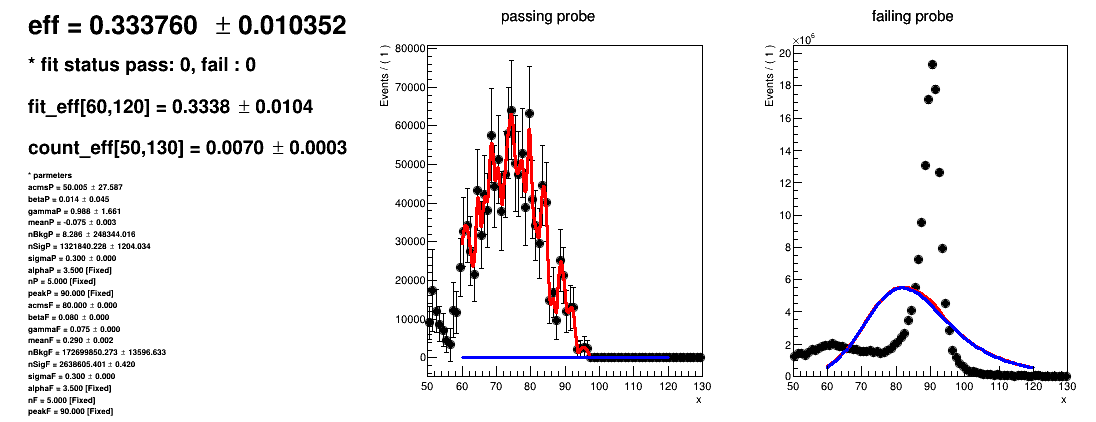 eff = 0.333760 ± 0.010352
* fit status pass: 0, fail : 0
fit_eff[60,120] = 0.3338 ± 0.0104
count_eff[50,130] = 0.0070 ± 0.0003
* parmeters
acmsP = 50.005 ± 27.587
betaP = 0.014 ± 0.045
gammaP = 0.988 ± 1.661
meanP = -0.075 ± 0.003
nBkgP = 8.286 ± 248344.016
nSigP = 1321840.228 ± 1204.034
sigmaP = 0.300 ± 0.000
alphaP = 3.500 [Fixed]
nP = 5.000 [Fixed]
peakP = 90.000 [Fixed]
acmsF = 80.000 ± 0.000
betaF = 0.080 ± 0.000
gammaF = 0.075 ± 0.000
meanF = 0.290 ± 0.002
nBkgF = 172699850.273 ± 13596.633
nSigF = 2638605.401 ± 0.420
sigmaF = 0.300 ± 0.000
alphaF = 3.500 [Fixed]
nF = 5.000 [Fixed]
peakF = 90.000 [Fixed]
passing probe
Events / ( 1 )
80000
70000
60000
50000
40000
30000
20000
10000
0
50 60 70 80 90 100 110 120 130
x
failing probe
×10⁶
Events / ( 1 )
20
18
16
14
12
10
8
6
4
2
0
50 60 70 80 90 100 110 120 130
x